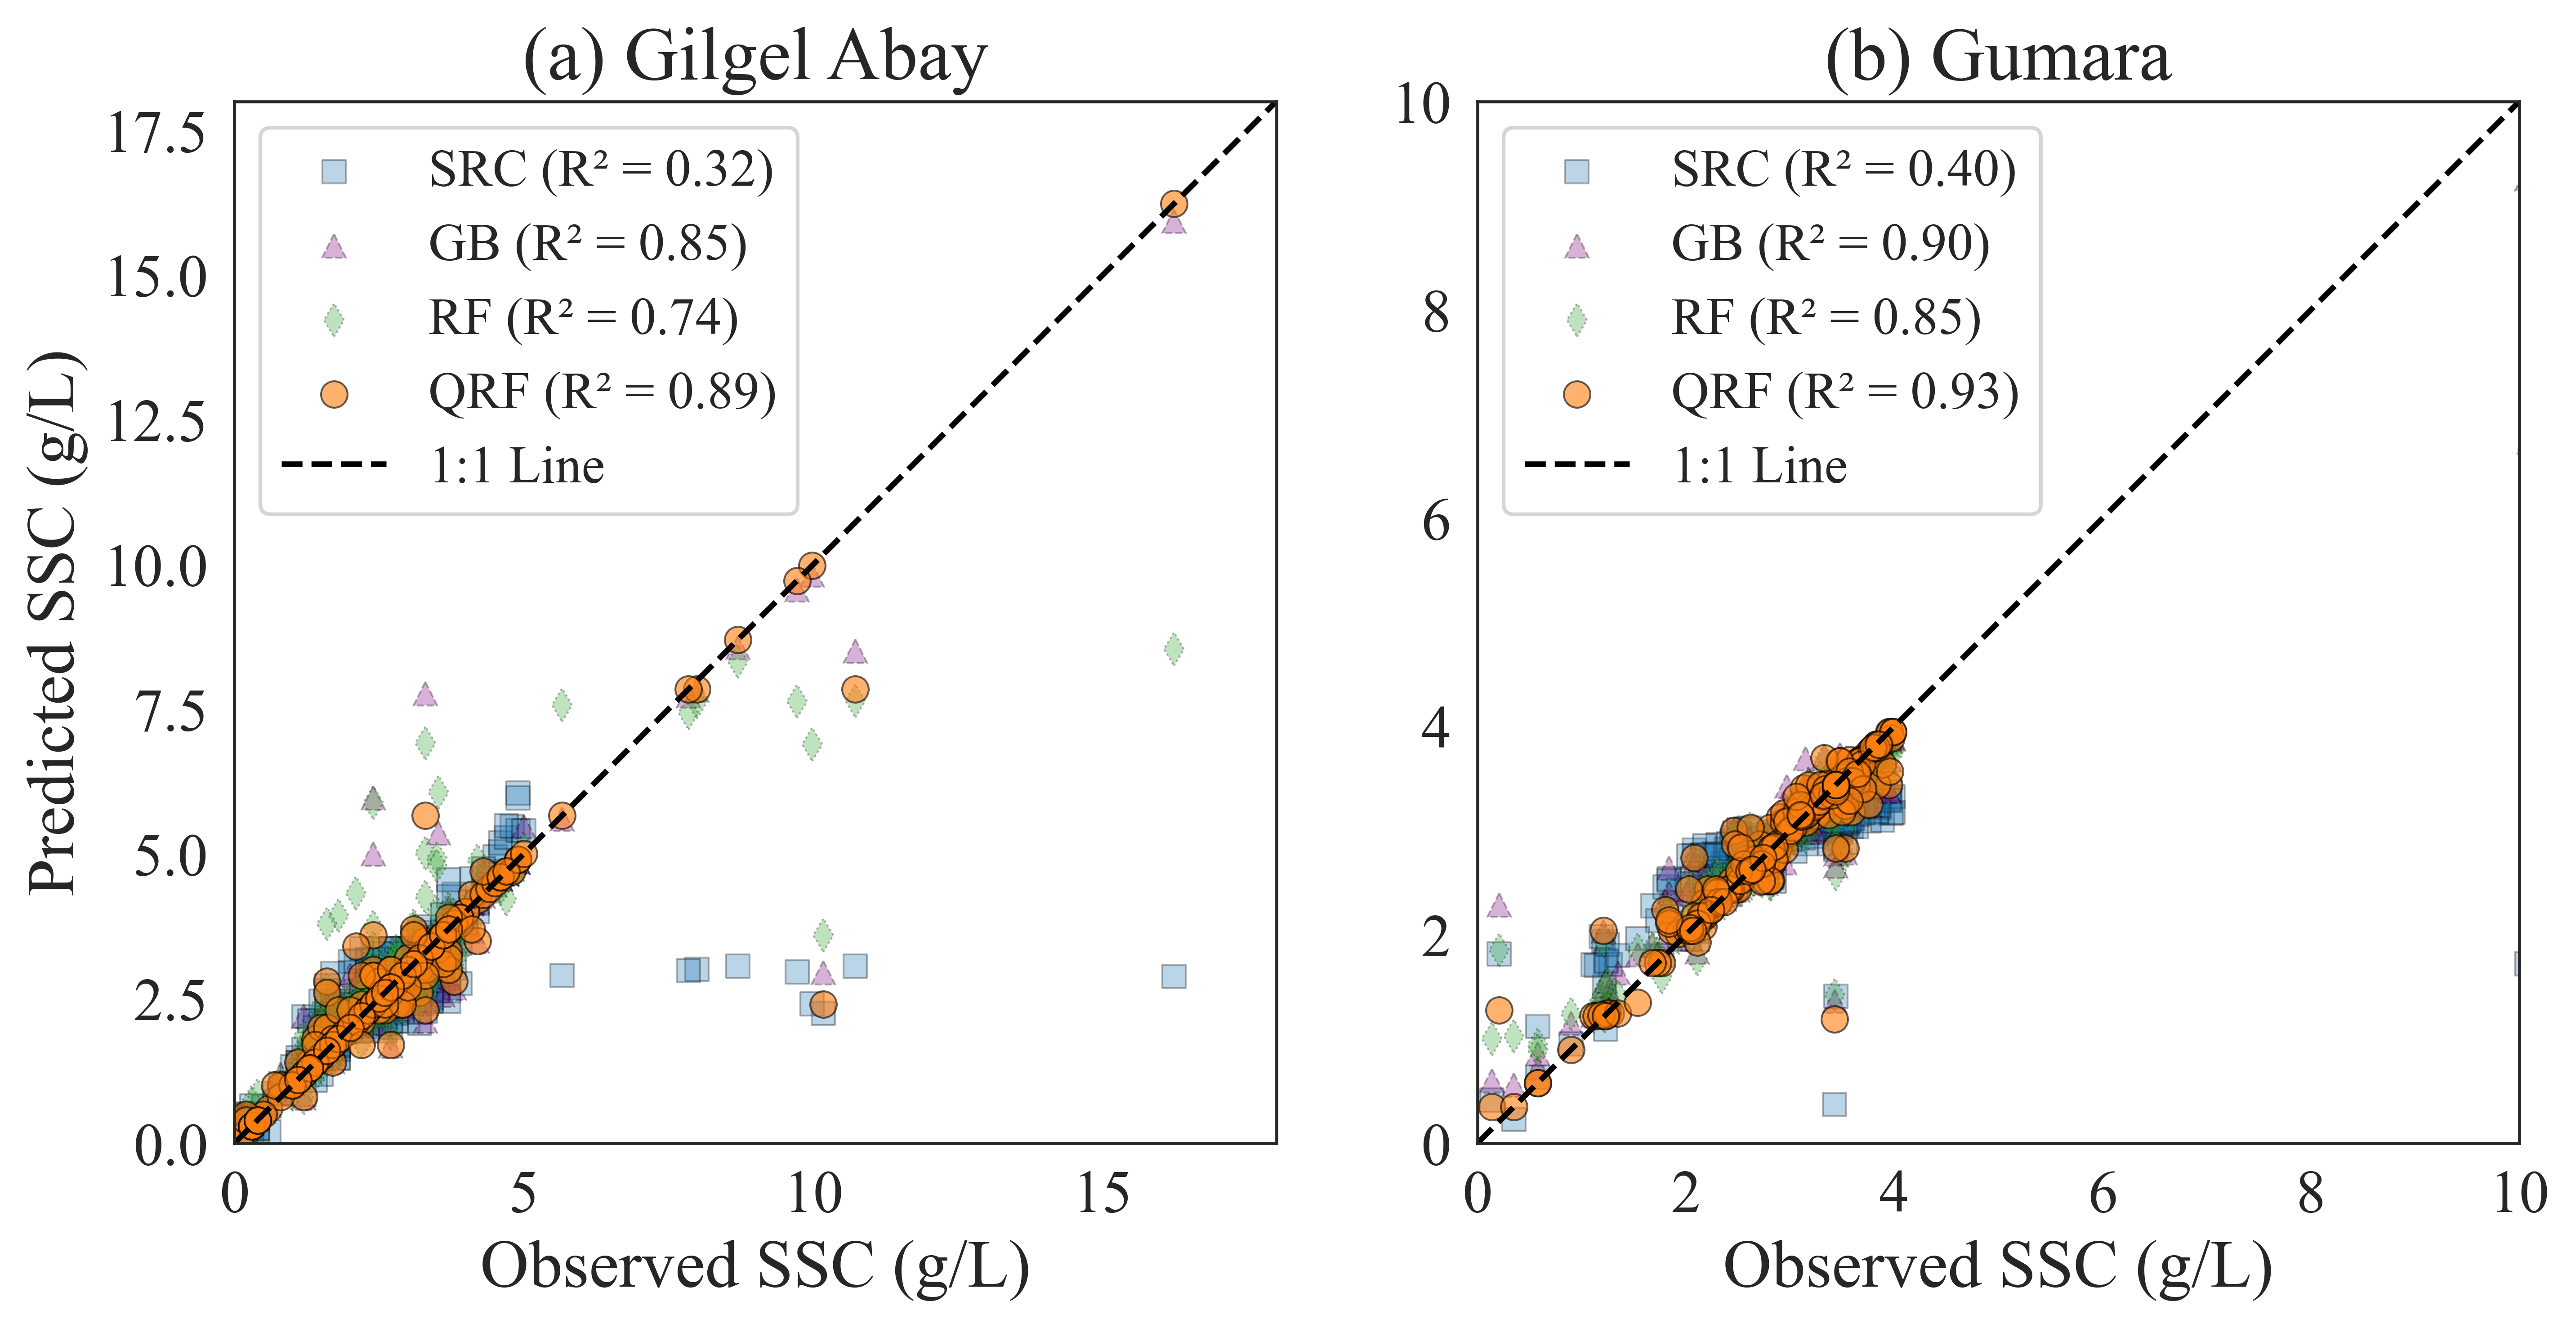 (a) Gilgel Abay
17.5
15.0
12.5
10.0
7.5
5.0
2.5
0.0
Predicted SSC (g/L)
SRC (R² = 0.32)
GB (R² = 0.85)
RF (R² = 0.74)
QRF (R² = 0.89)
1:1 Line
0 5 10 15
Observed SSC (g/L)
(b) Gumara
10
8
6
4
2
0
SRC (R² = 0.40)
GB (R² = 0.90)
RF (R² = 0.85)
QRF (R² = 0.93)
1:1 Line
0 2 4 6 8 10
Observed SSC (g/L)